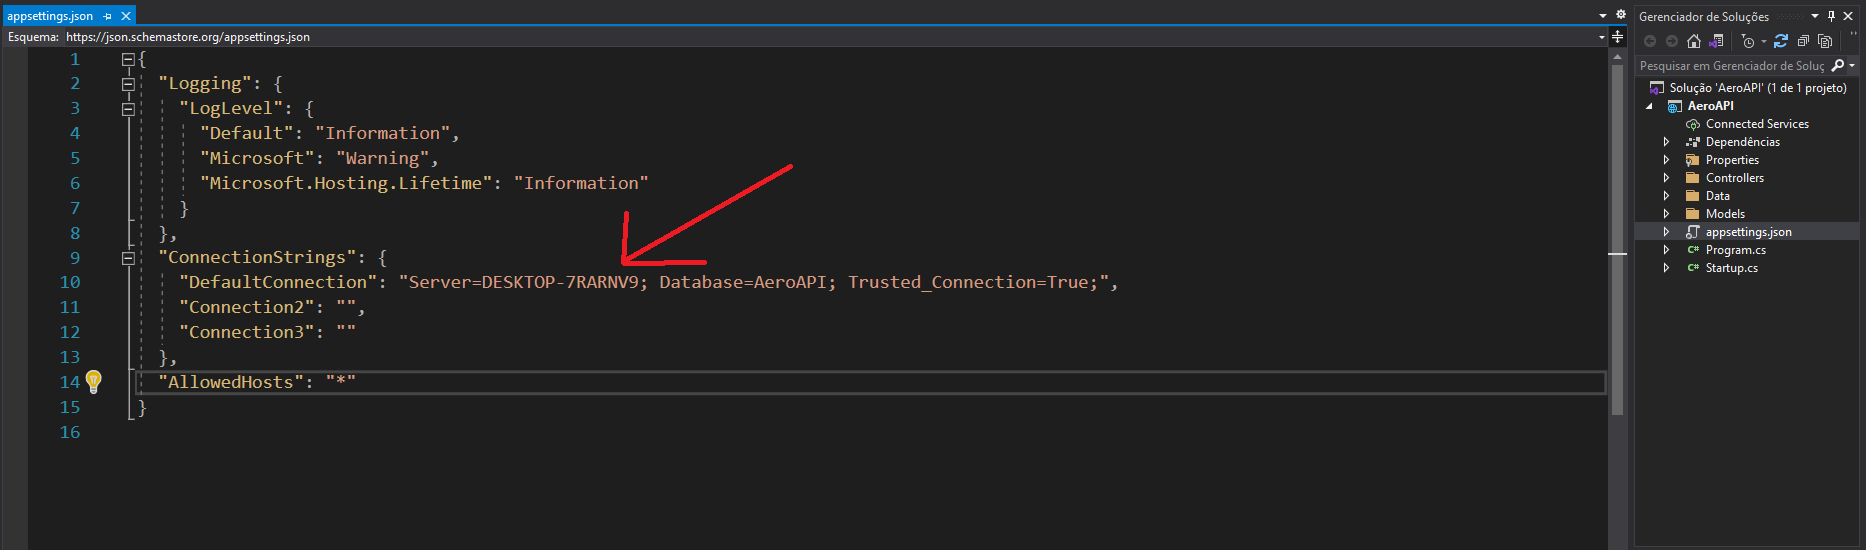 appsettings.json
Esquema: https://json.schemastore.org/appsettings.json
1 {
2 "Logging": {
3 "LogLevel": {
4 "Default": "Information",
5 "Microsoft": "Warning",
6 "Microsoft.Hosting.Lifetime": "Information"
7 }
8 },
9 "ConnectionStrings": {
10 "DefaultConnection": "Server=DESKTOP-7RARNV9; Database=AeroAPI; Trusted_Connection=True;",
11 "Connection2": "",
12 "Connection3": ""
13 },
14 "AllowedHosts": "*"
15 }
16
Gerenciador de Soluções
Pesquisar em Gerenciador de Soluç
Solução 'AeroAPI' (1 de 1 projeto)
AeroAPI
Connected Services
Dependências
Properties
Controllers
Data
Models
appsettings.json
C# Program.cs
C# Startup.cs